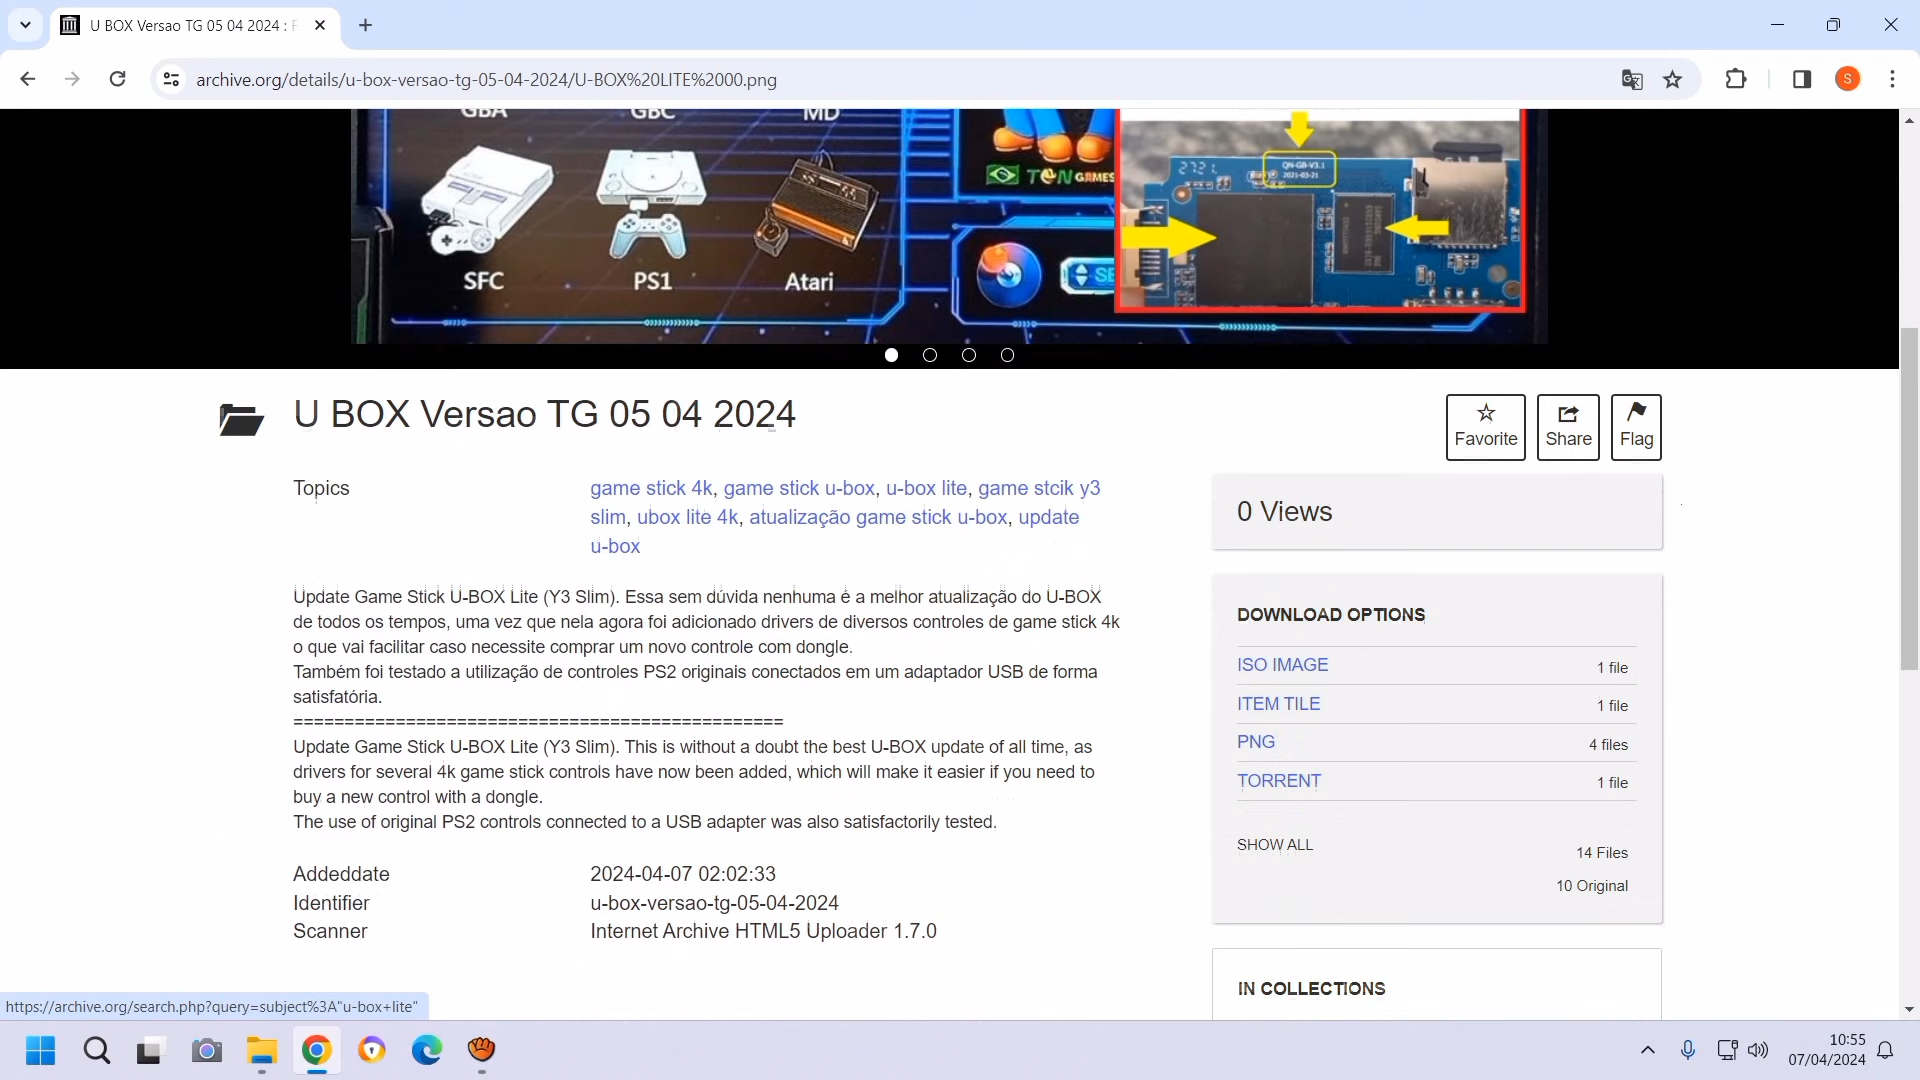 U BOX Versao TG 05 04 2024 :
archive.org/details/u-box-versao-tg-05-04-2024/U-BOX%20LITE%2000.png
S
GBA
GBC
MD
SFC
PS1
Atari
TGN GAMES
SE
2721
QN-GB-V3.1
2021-03-21
U BOX Versao TG 05 04 2024
Favorite
Share
Flag
Topics
game stick 4k, game stick u-box, u-box lite, game stcik y3
slim, ubox lite 4k, atualização game stick u-box, update
u-box
0 Views
Update Game Stick U-BOX Lite (Y3 Slim). Essa sem dúvida nenhuma é a melhor atualização do U-BOX
de todos os tempos, uma vez que nela agora foi adicionado drivers de diversos controles de game stick 4k
o que vai facilitar caso necessite comprar um novo controle com dongle.
Também foi testado a utilização de controles PS2 originais conectados em um adaptador USB de forma
satisfatória.
================================================
Update Game Stick U-BOX Lite (Y3 Slim). This is without a doubt the best U-BOX update of all time, as
drivers for several 4k game stick controls have now been added, which will make it easier if you need to
buy a new control with a dongle.
The use of original PS2 controls connected to a USB adapter was also satisfactorily tested.
DOWNLOAD OPTIONS
ISO IMAGE 1 file
ITEM TILE 1 file
PNG 4 files
TORRENT 1 file
SHOW ALL 14 Files
10 Original
Addeddate 2024-04-07 02:02:33
Identifier u-box-versao-tg-05-04-2024
Scanner Internet Archive HTML5 Uploader 1.7.0
IN COLLECTIONS
https://archive.org/search.php?query=subject%3A"u-box+lite"
10:55
07/04/2024